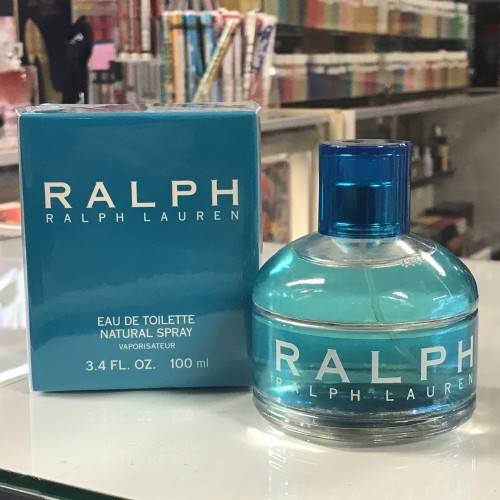 RALPH
RALPH LAUREN
EAU DE TOILETTE
NATURAL SPRAY
VAPORISATEUR
3.4 FL. OZ. 100 ml
RALPH
RALPH LAUREN